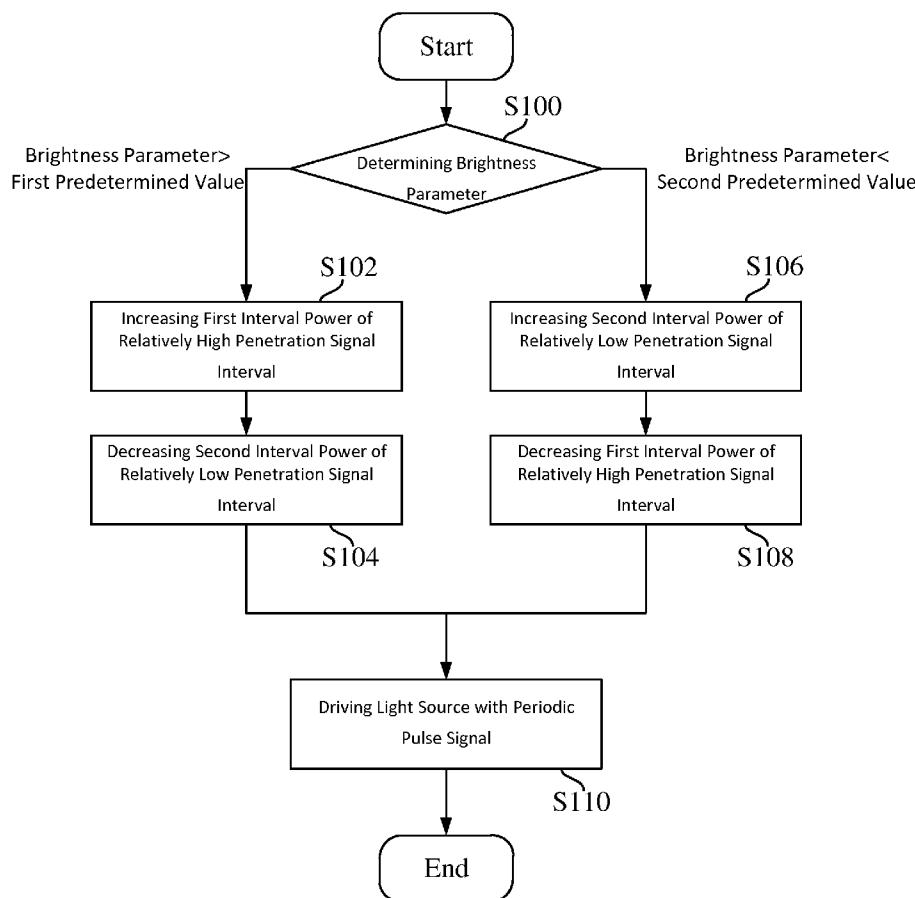 Start
S100
Determining Brightness
Parameter
Brightness Parameter>
First Predetermined Value
Brightness Parameter<
Second Predetermined Value
S102
Increasing First Interval Power of
Relatively High Penetration Signal
Interval
S106
Increasing Second Interval Power of
Relatively Low Penetration Signal
Interval
Decreasing Second Interval Power of
Relatively Low Penetration Signal
Interval
S104
Decreasing First Interval Power of
Relatively High Penetration Signal
Interval
S108
Driving Light Source with Periodic
Pulse Signal
S110
End